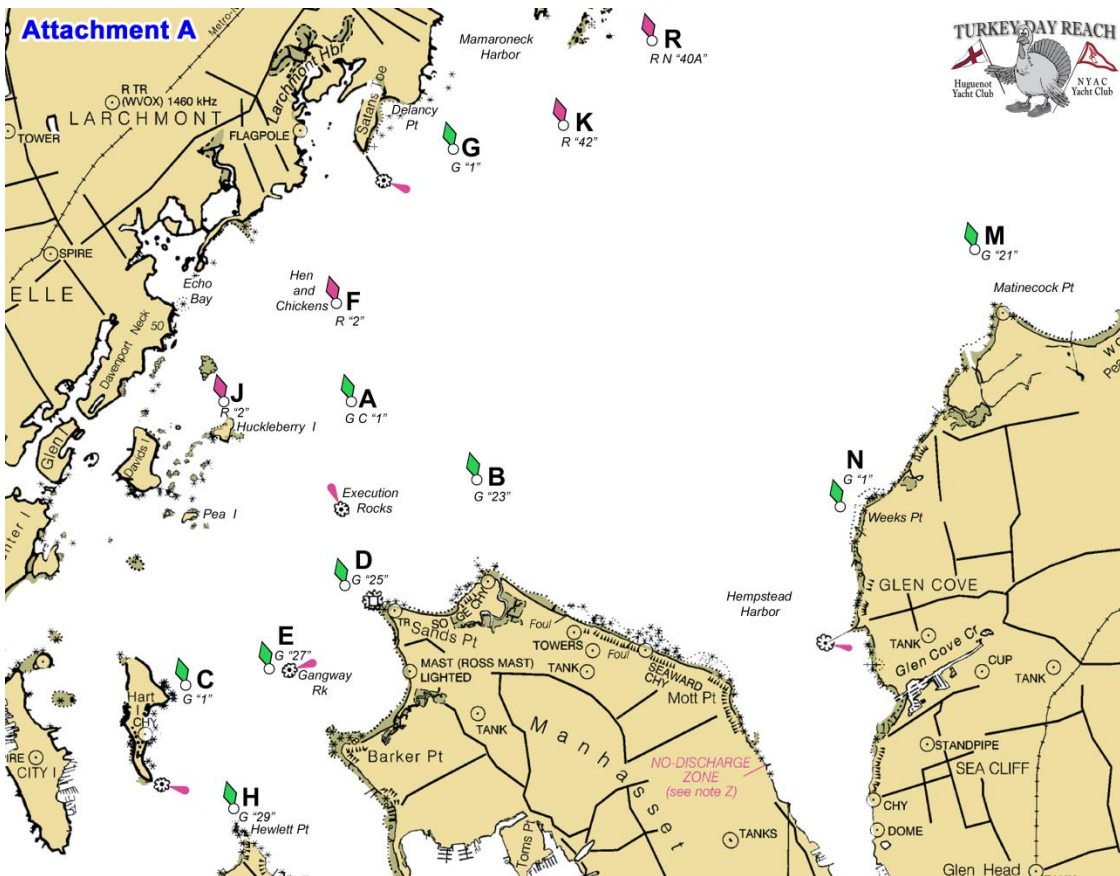 Attachment A
Metro-N
TURKEY DAY REACH
Huguenot
Yacht Club
NYAC
Yacht Club
Mamaroneck
Harbor
R
R N "40A"
Larchmont Hbr
R TR
(WVOX) 1460 kHz
LARCHMONT
TOWER
FLAGPOLE
Satans Toe
Delancy
Pt
G
G "1"
K
R "42"
M
G "21"
Matinecock Pt
SPIRE
ELLE
Echo
Bay
Hen
and
Chickens
F
R "2"
Davenport Neck
50
J
R "2"
Huckleberry I
A
G C "1"
Glen I
Davids I
Pea I
B
G "23"
Execution
Rocks
N
G "1"
Weeks Pt
D
G "25"
GLEN COVE
Hempstead
Harbor
TR
Sands Pt
SO
GE CHY
Foul
TOWERS
TANK
Foul
SEAWARD
CHY
Mott Pt
E
G "27"
Gangway
Rk
MAST (ROSS MAST)
LIGHTED
C
G "1"
Hart I
CHY
TANK
Glen Cove Cr
CUP
TANK
TANK
Manhasset
Barker Pt
NO-DISCHARGE
ZONE
(see note Z)
STANDPIPE
SEA CLIFF
CITY I
H
G "29"
Hewlett Pt
Toms Pt
TANKS
CHY
DOME
Glen Head